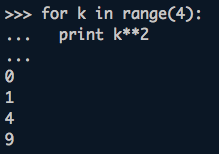 >>> for k in range(4):
...   print k**2
...
0
1
4
9